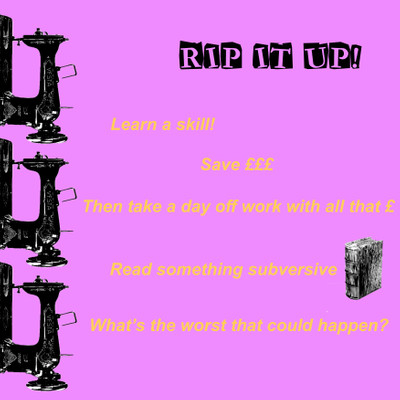 RIP IT UP!
Learn a skill!
Save £££
Then take a day off work with all that £
Read something subversive
What's the worst that could happen?